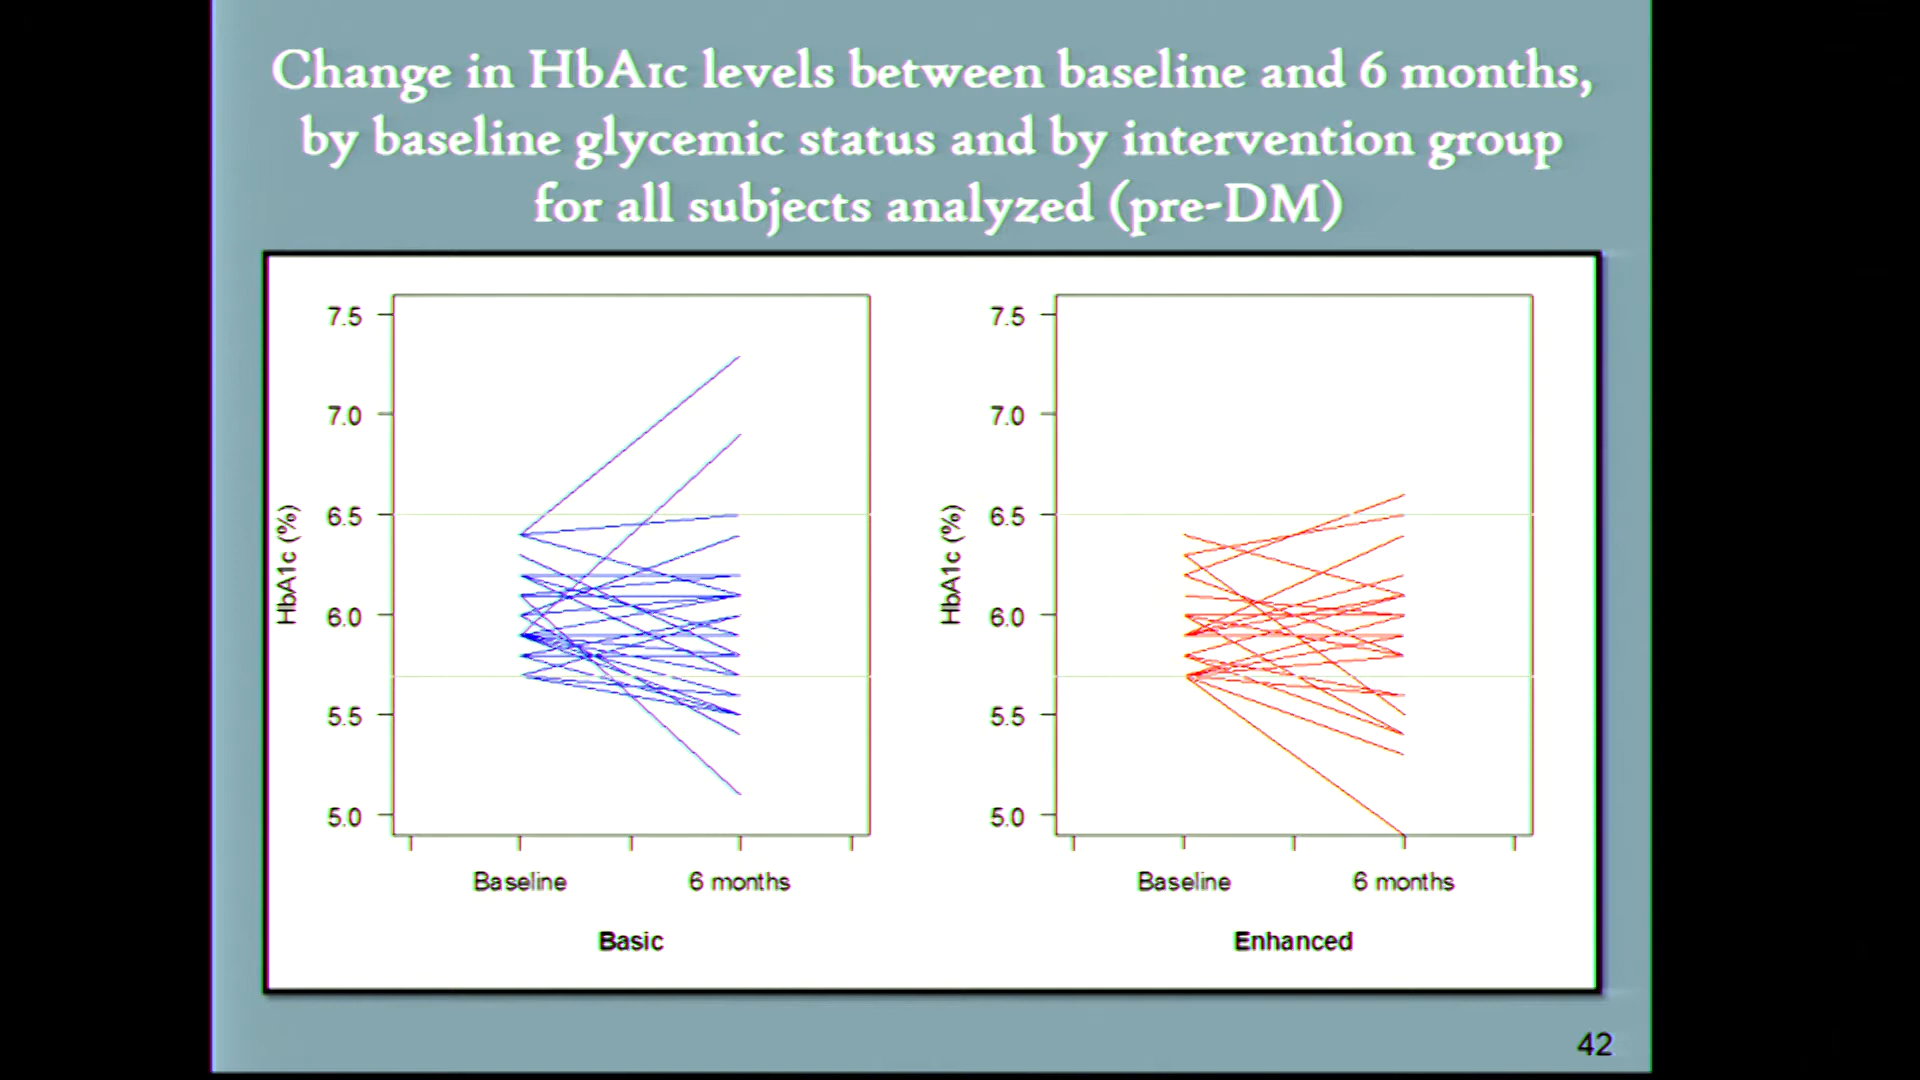 Change in HbA1c levels between baseline and 6 months,
by baseline glycemic status and by intervention group
for all subjects analyzed (pre-DM)
7.5
7.0
6.5
6.0
5.5
5.0
HbA1c (%)
Baseline
6 months
Basic
7.5
7.0
6.5
6.0
5.5
5.0
HbA1c (%)
Baseline
6 months
Enhanced
42